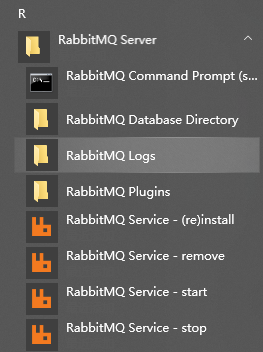 R
RabbitMQ Server
RabbitMQ Command Prompt (s...
RabbitMQ Database Directory
RabbitMQ Logs
RabbitMQ Plugins
RabbitMQ Service - (re)install
RabbitMQ Service - remove
RabbitMQ Service - start
RabbitMQ Service - stop